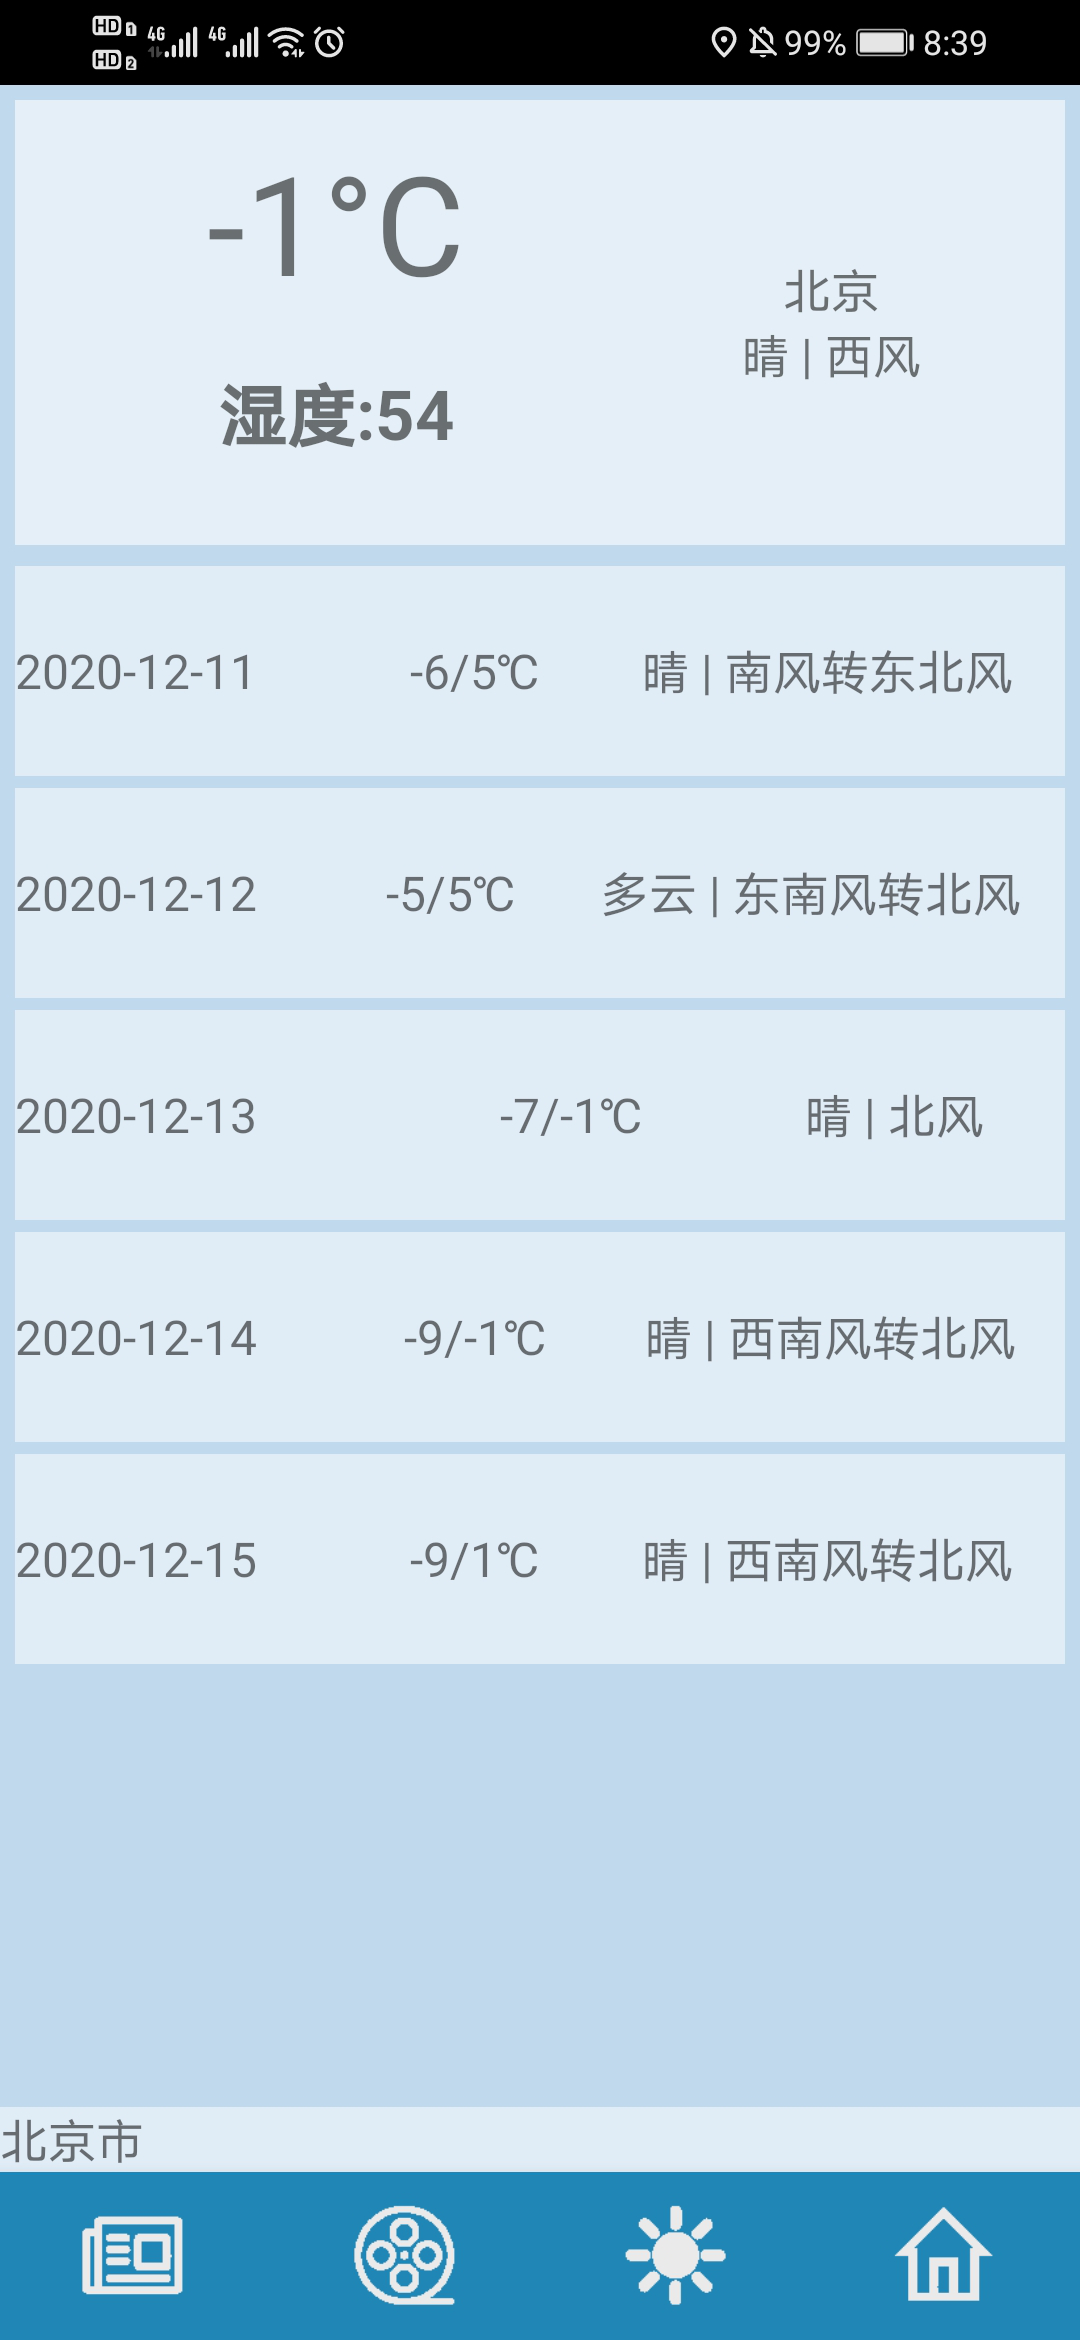 HD 1 4G 4G 99% 8:39
HD 2
-1°C
湿度:54
北京
晴 | 西风
2020-12-11 -6/5℃ 晴 | 南风转东北风
2020-12-12 -5/5℃ 多云 | 东南风转北风
2020-12-13 -7/-1℃ 晴 | 北风
2020-12-14 -9/-1℃ 晴 | 西南风转北风
2020-12-15 -9/1℃ 晴 | 西南风转北风
北京市